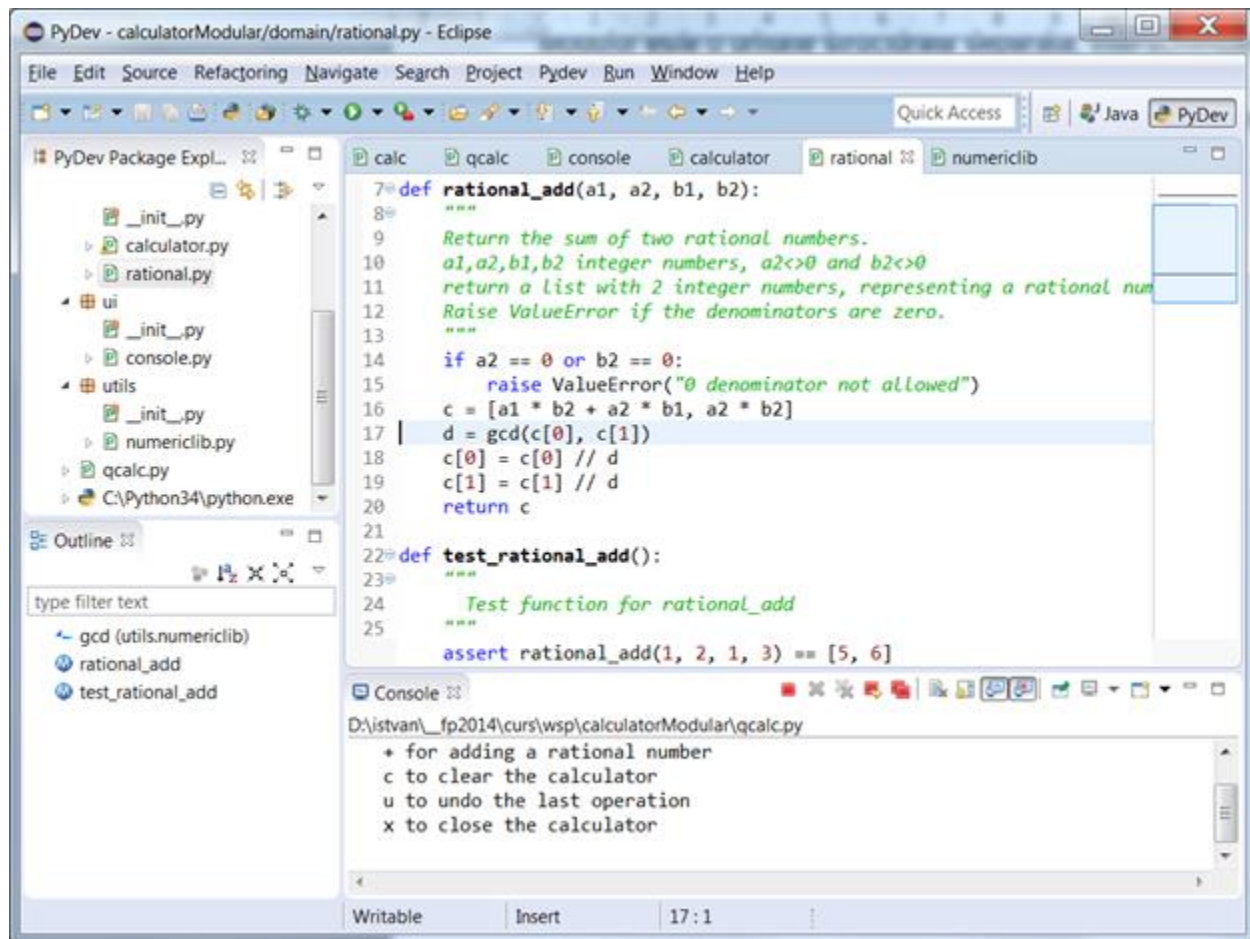 PyDev - calculatorModular/domain/rational.py - Eclipse
File Edit Source Refactoring Navigate Search Project Pydev Run Window Help
Quick Access Java PyDev
PyDev Package Expl...
__init__.py
calculator.py
rational.py
ui
__init__.py
console.py
utils
__init__.py
numericlib.py
qcalc.py
C:\Python34\python.exe
Outline
type filter text
gcd (utils.numericlib)
rational_add
test_rational_add
calc qcalc console calculator rational numericlib
7 def rational_add(a1, a2, b1, b2):
8 """
9 Return the sum of two rational numbers.
10 a1,a2,b1,b2 integer numbers, a2<>0 and b2<>0
11 return a list with 2 integer numbers, representing a rational num
12 Raise ValueError if the denominators are zero.
13 """
14 if a2 == 0 or b2 == 0:
15 raise ValueError("0 denominator not allowed")
16 c = [a1 * b2 + a2 * b1, a2 * b2]
17 d = gcd(c[0], c[1])
18 c[0] = c[0] // d
19 c[1] = c[1] // d
20 return c
21
22 def test_rational_add():
23 """
24 Test function for rational_add
25 """
assert rational_add(1, 2, 1, 3) == [5, 6]
Console
D:\istvan\__fp2014\curs\wsp\calculatorModular\qcalc.py
+ for adding a rational number
c to clear the calculator
u to undo the last operation
x to close the calculator
Writable Insert 17:1